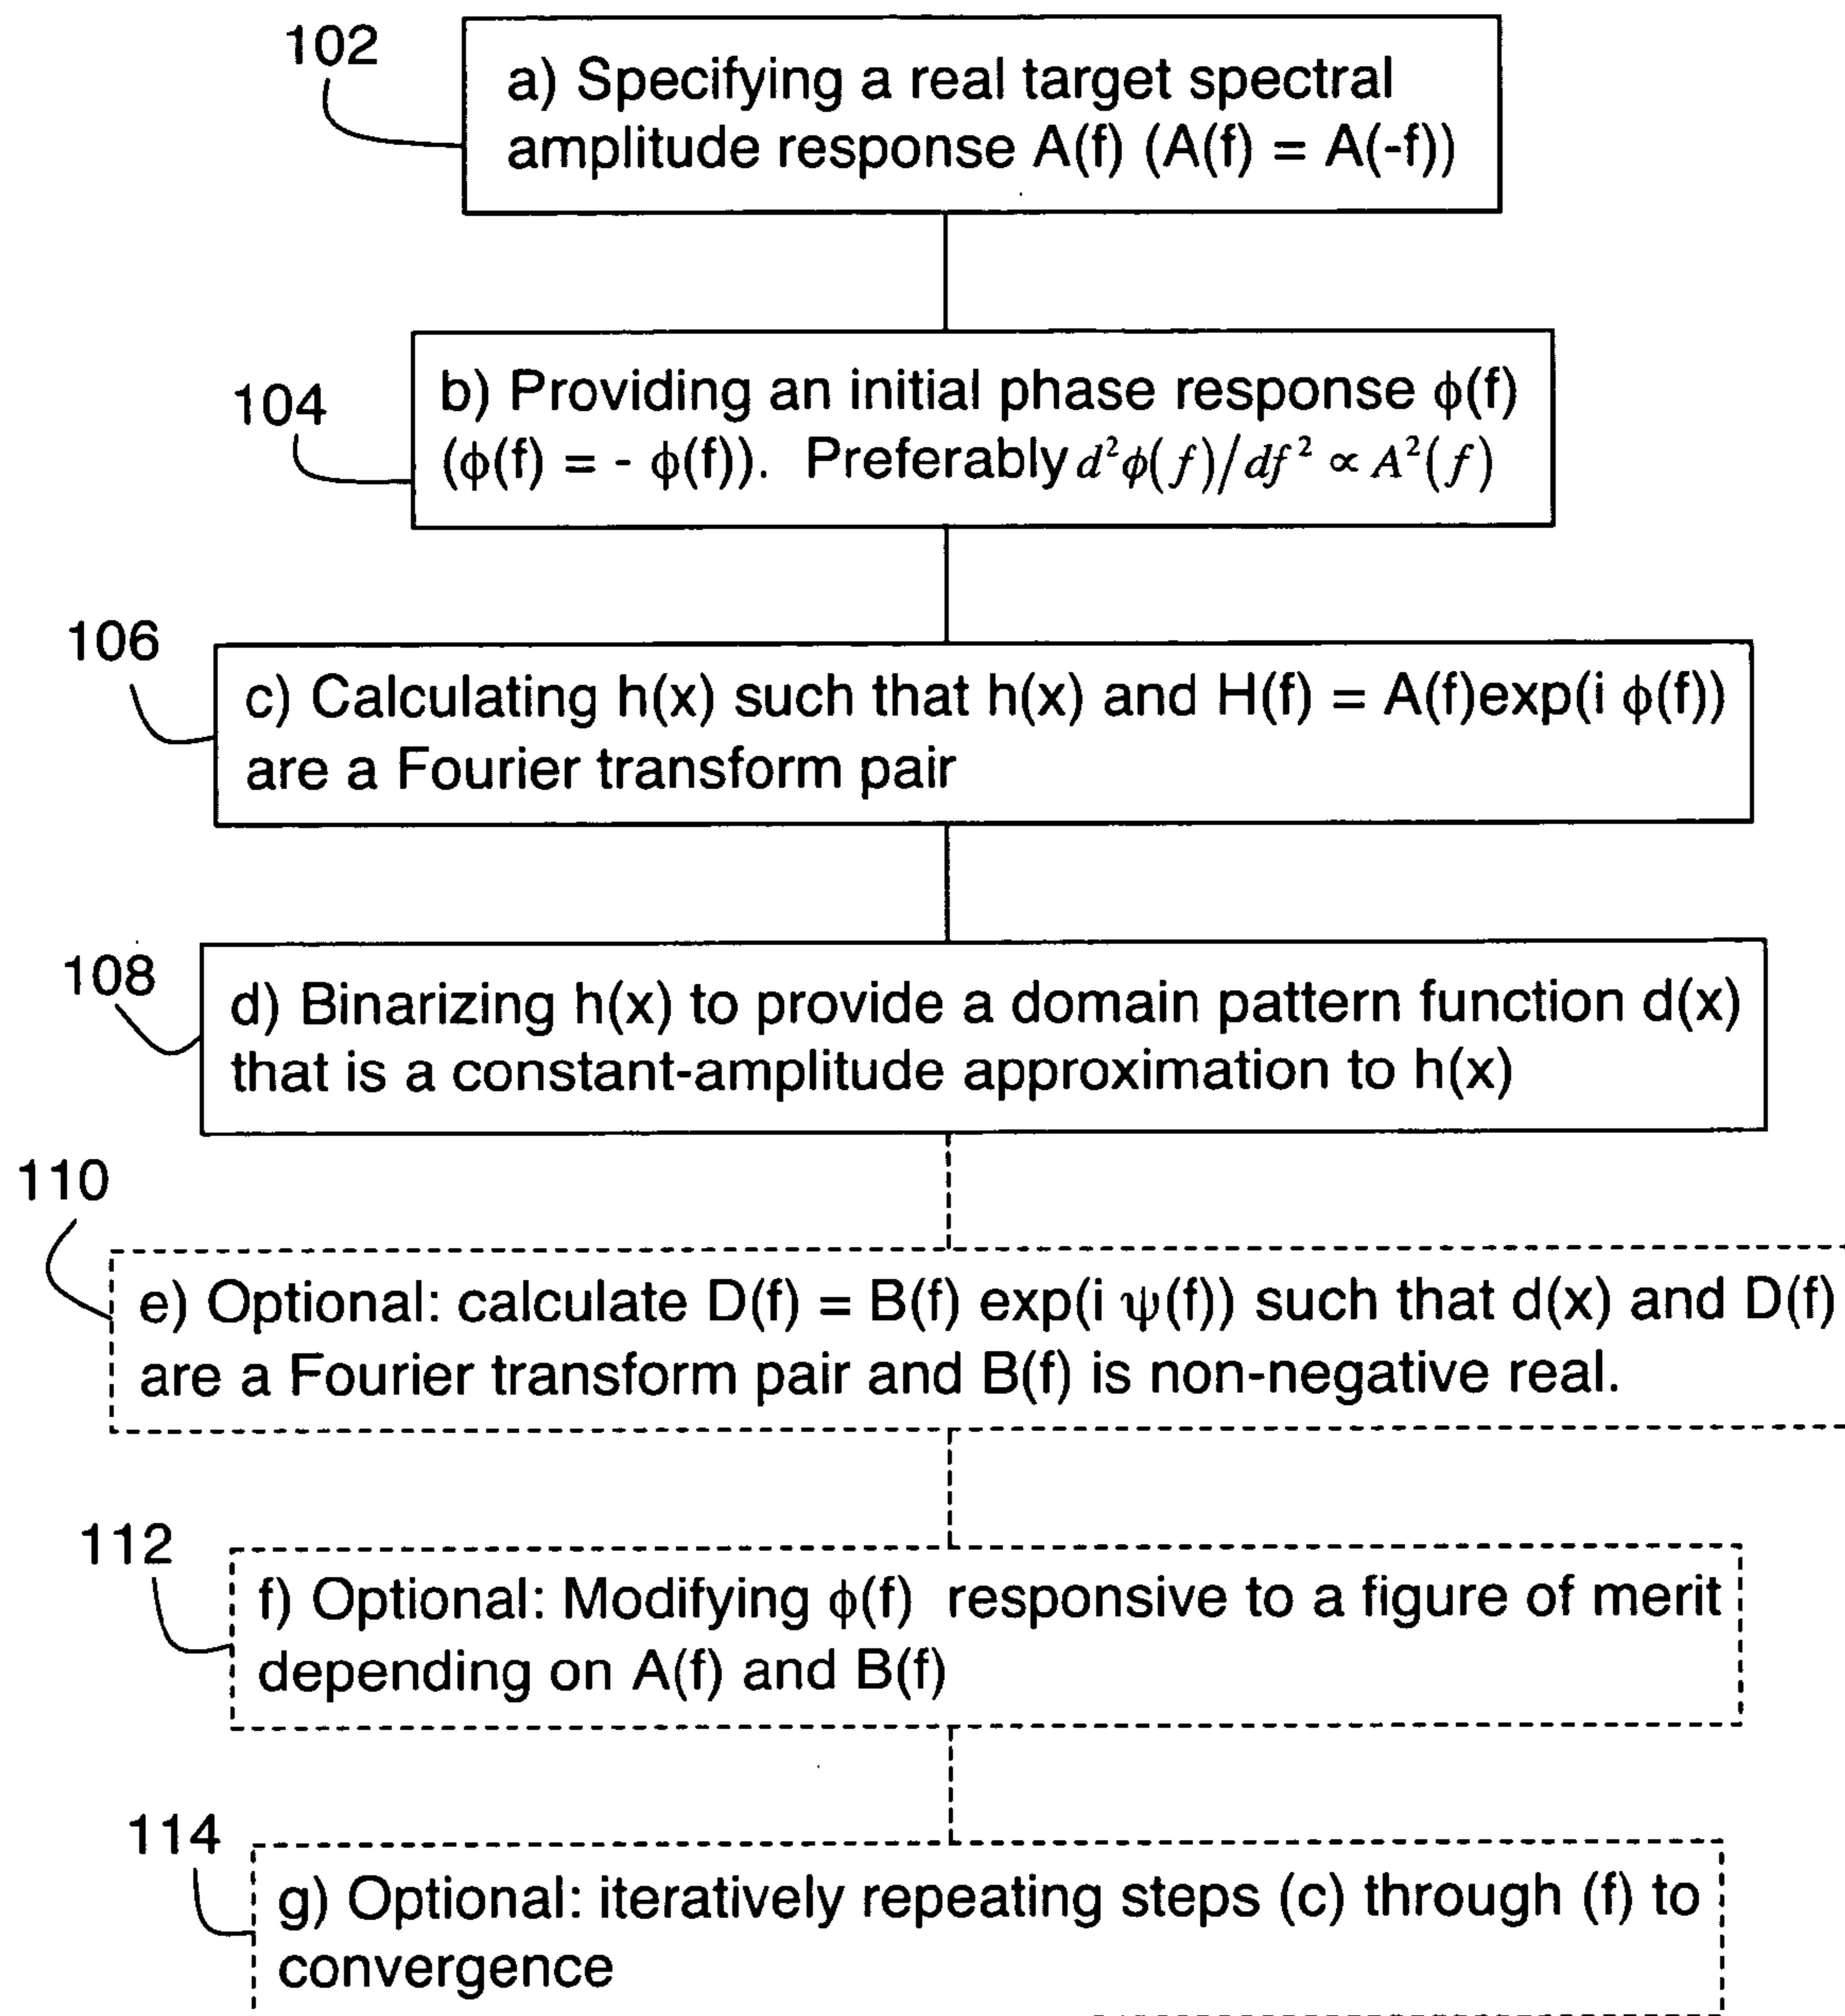 102
a) Specifying a real target spectral
amplitude response A(f) (A(f) = A(-f))
104
b) Providing an initial phase response ϕ(f)
(ϕ(f) = - ϕ(f)). Preferably d²ϕ(f)/df² ∝ A²(f)
106
c) Calculating h(x) such that h(x) and H(f) = A(f)exp(i ϕ(f))
are a Fourier transform pair
108
d) Binarizing h(x) to provide a domain pattern function d(x)
that is a constant-amplitude approximation to h(x)
110
e) Optional: calculate D(f) = B(f) exp(i ψ(f)) such that d(x) and D(f)
are a Fourier transform pair and B(f) is non-negative real.
112
f) Optional: Modifying ϕ(f) responsive to a figure of merit
depending on A(f) and B(f)
114
g) Optional: iteratively repeating steps (c) through (f) to
convergence